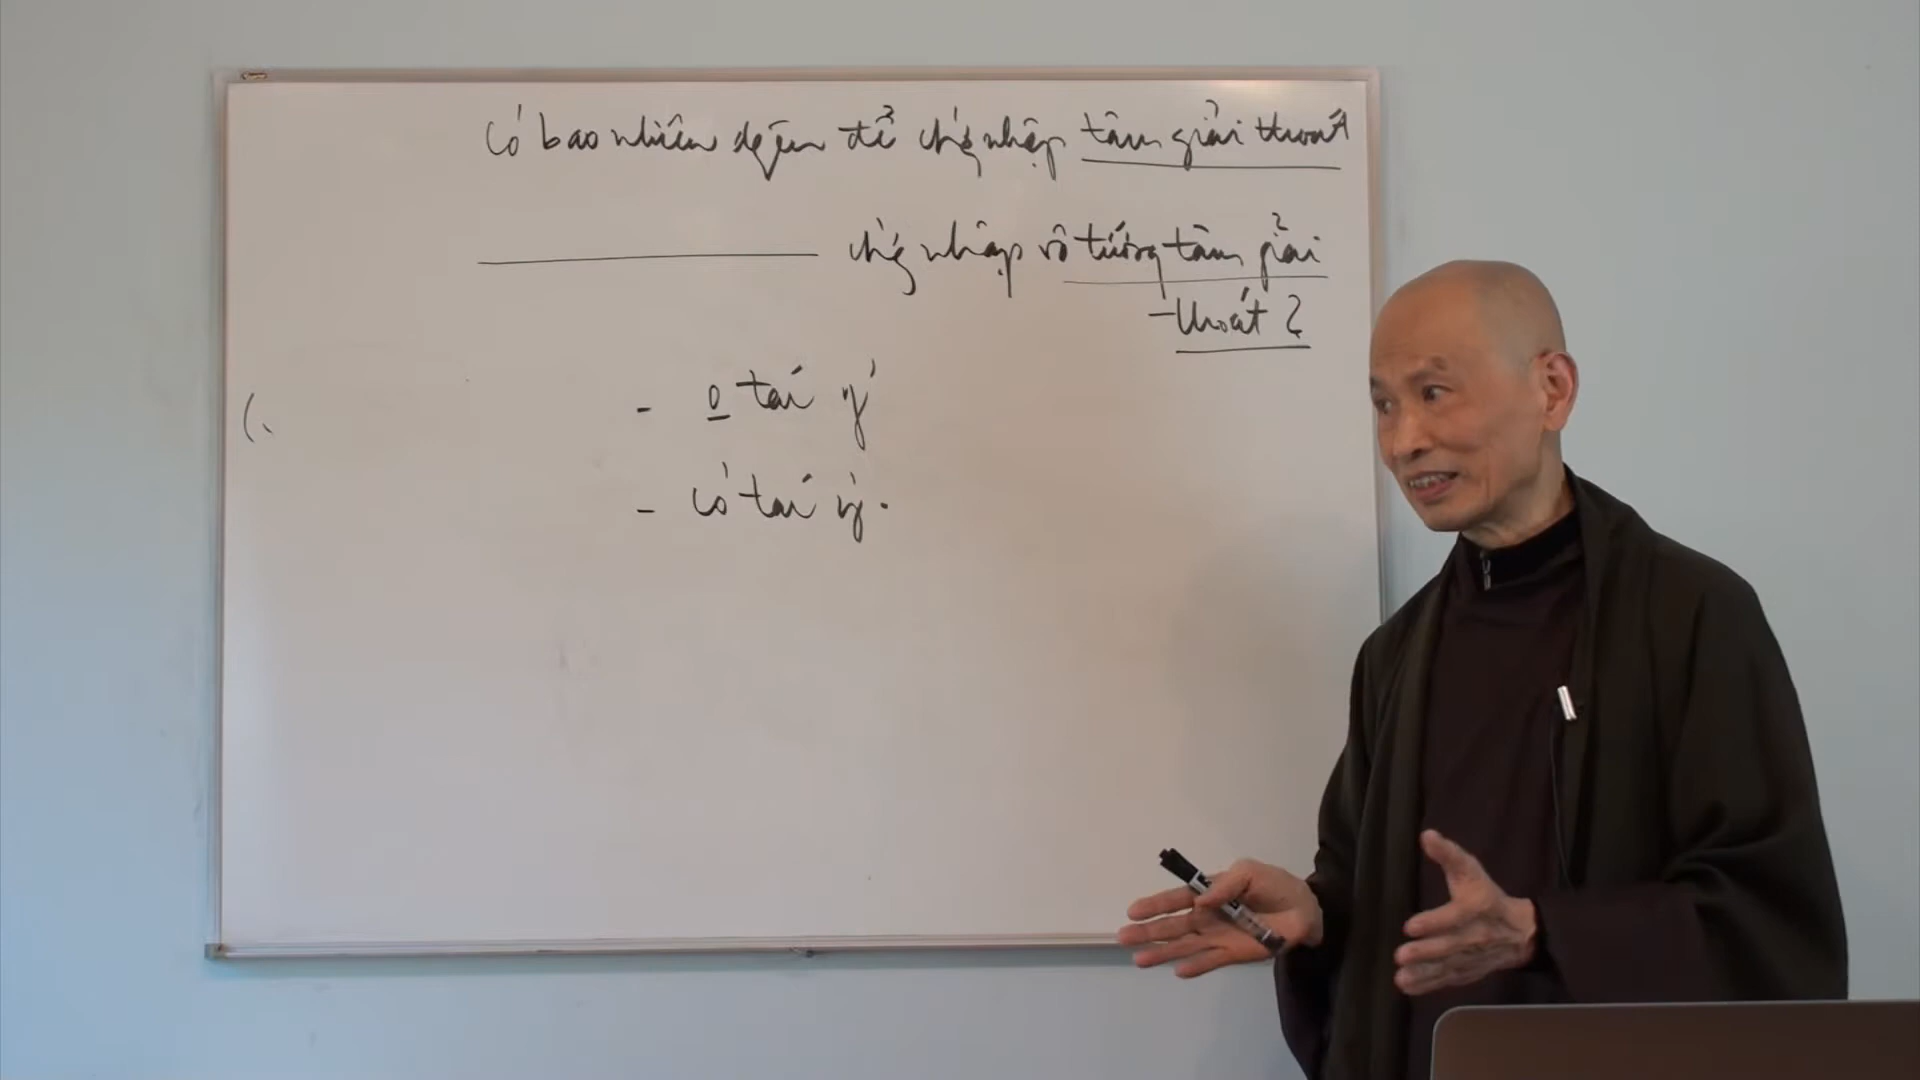 Có bao nhiêu duyên để chứng nhập tâm giải thoát
chứng nhập vô tướng tâm giải
thoát ?
- o tác ý
- có tác ý.